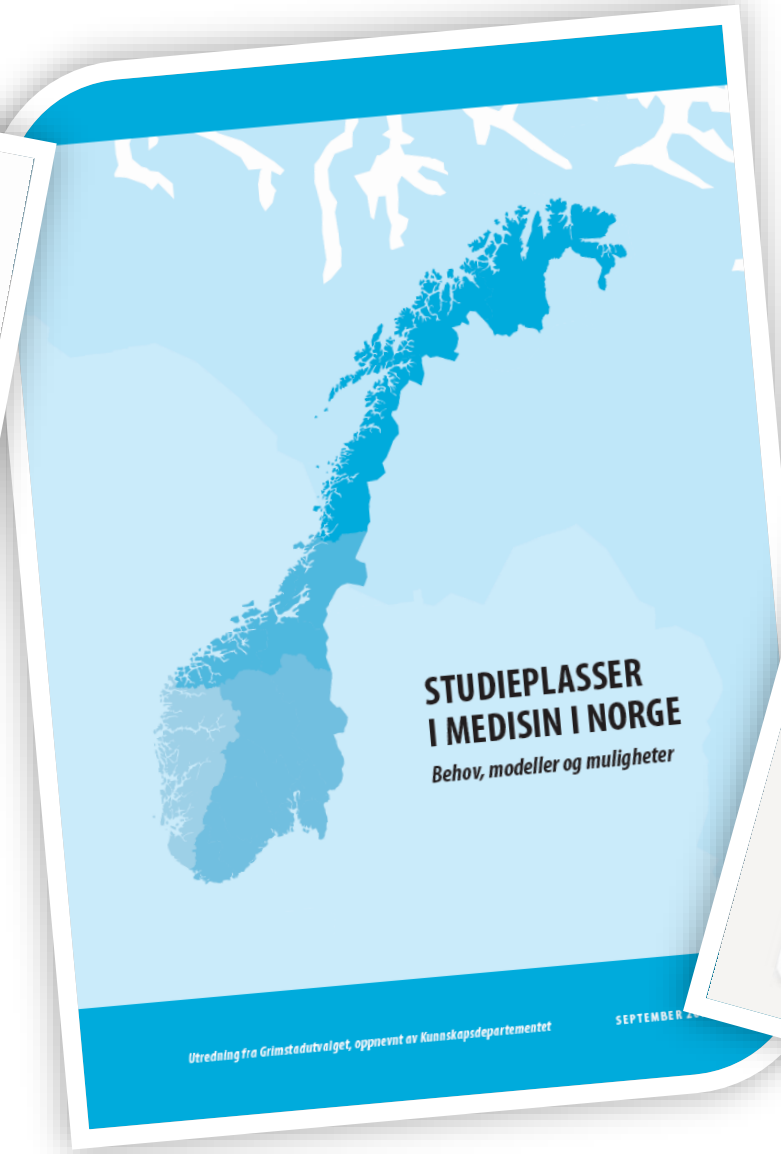 STUDIEPLASSER
I MEDISIN I NORGE
Behov, modeller og muligheter
Utredning fra Grimstadutvalget, oppnevnt av Kunnskapsdepartementet
SEPTEMBER